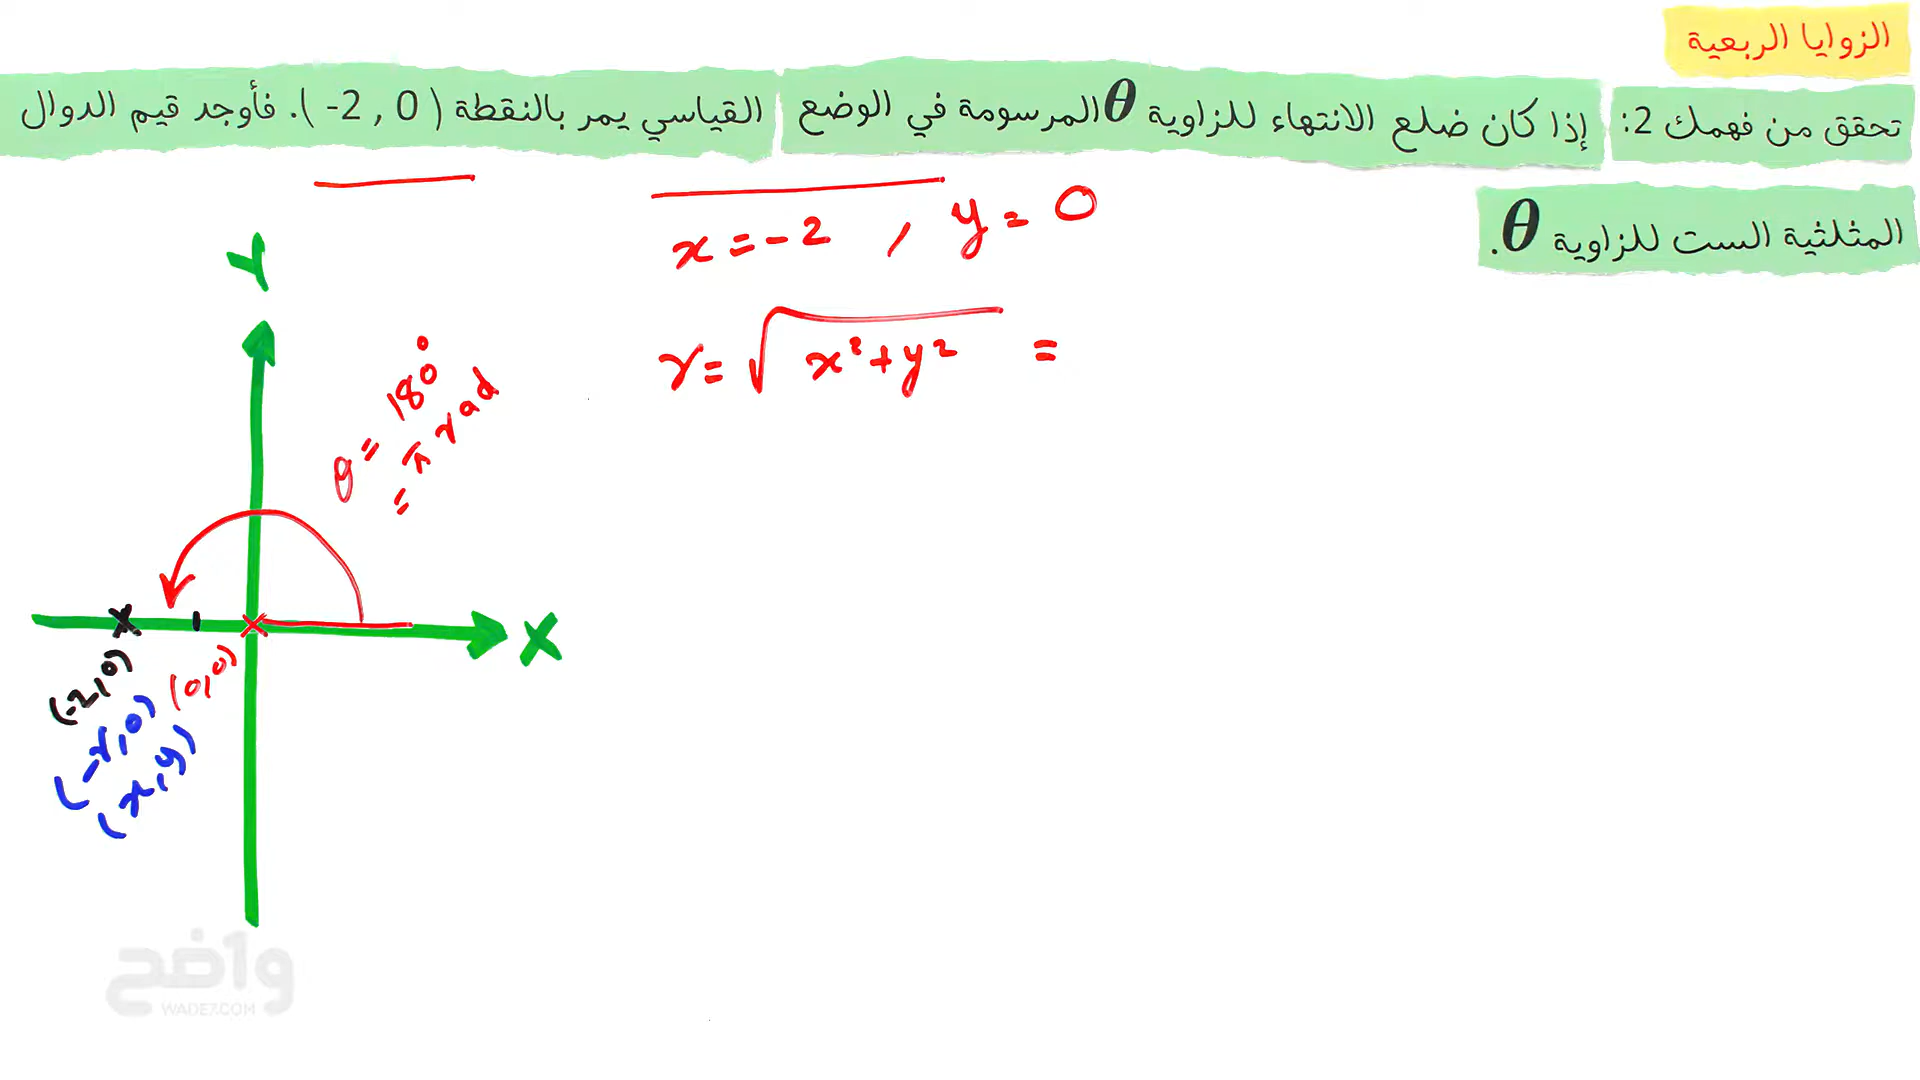 الزوايا الربعية
تحقق من فهمك 2: إذا كان ضلع الانتهاء للزاوية θ المرسومة في الوضع القياسي يمر بالنقطة ( 0 , 2- ). فأوجد قيم الدوال
المثلثية الست للزاوية θ.
x = -2 , y = 0
r = √x²+y² =
Y
θ = 180°
= π rad
X
(-2,0)
(0,0)
(-r,0)
(x,y)
واضح
WADE7.COM